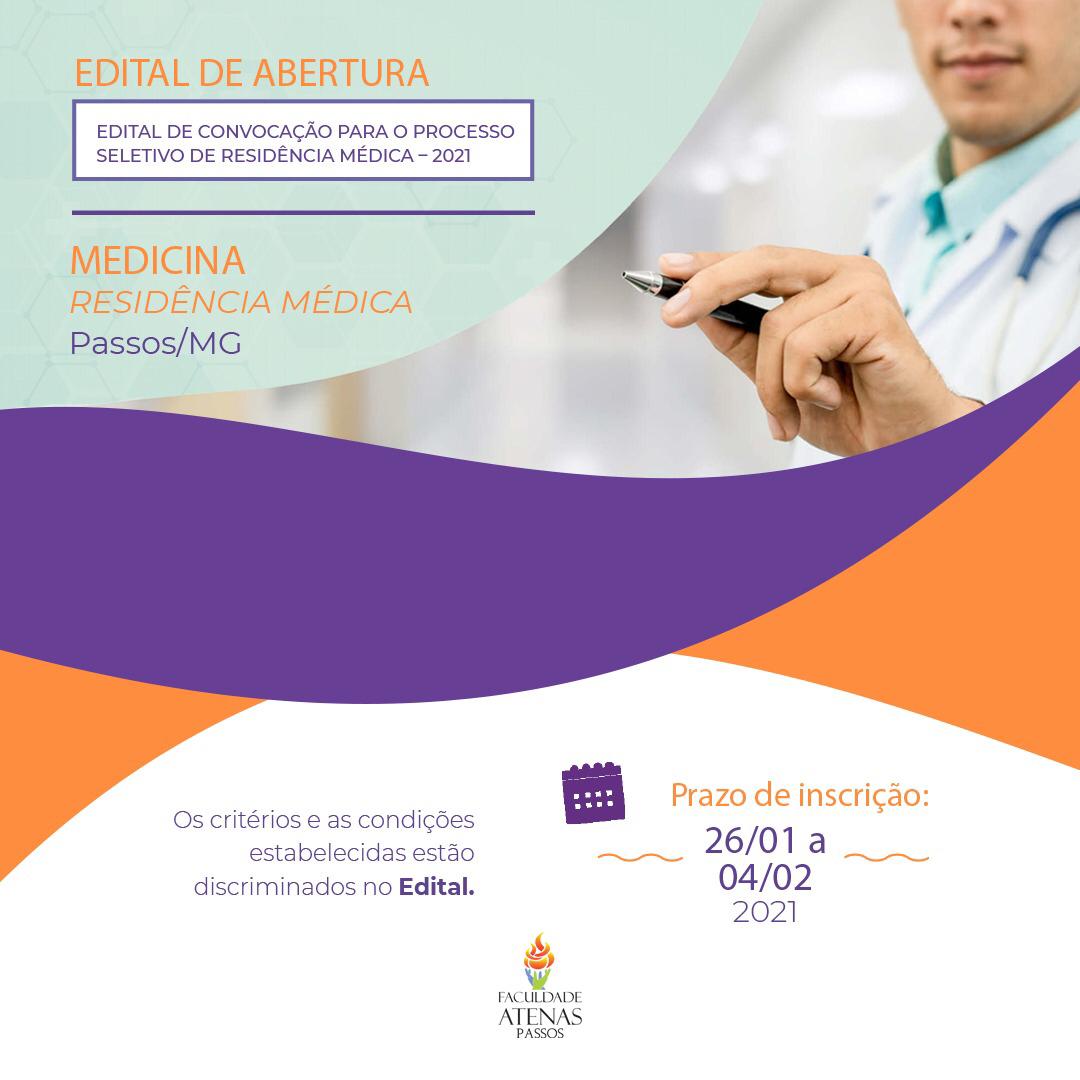 EDITAL DE ABERTURA
EDITAL DE CONVOCAÇÃO PARA O PROCESSO
SELETIVO DE RESIDÊNCIA MÉDICA – 2021
MEDICINA
RESIDÊNCIA MÉDICA
Passos/MG
Os critérios e as condições
estabelecidas estão
discriminados no Edital.
Prazo de inscrição:
26/01 a
04/02
2021
FACULDADE
ATENAS
PASSOS